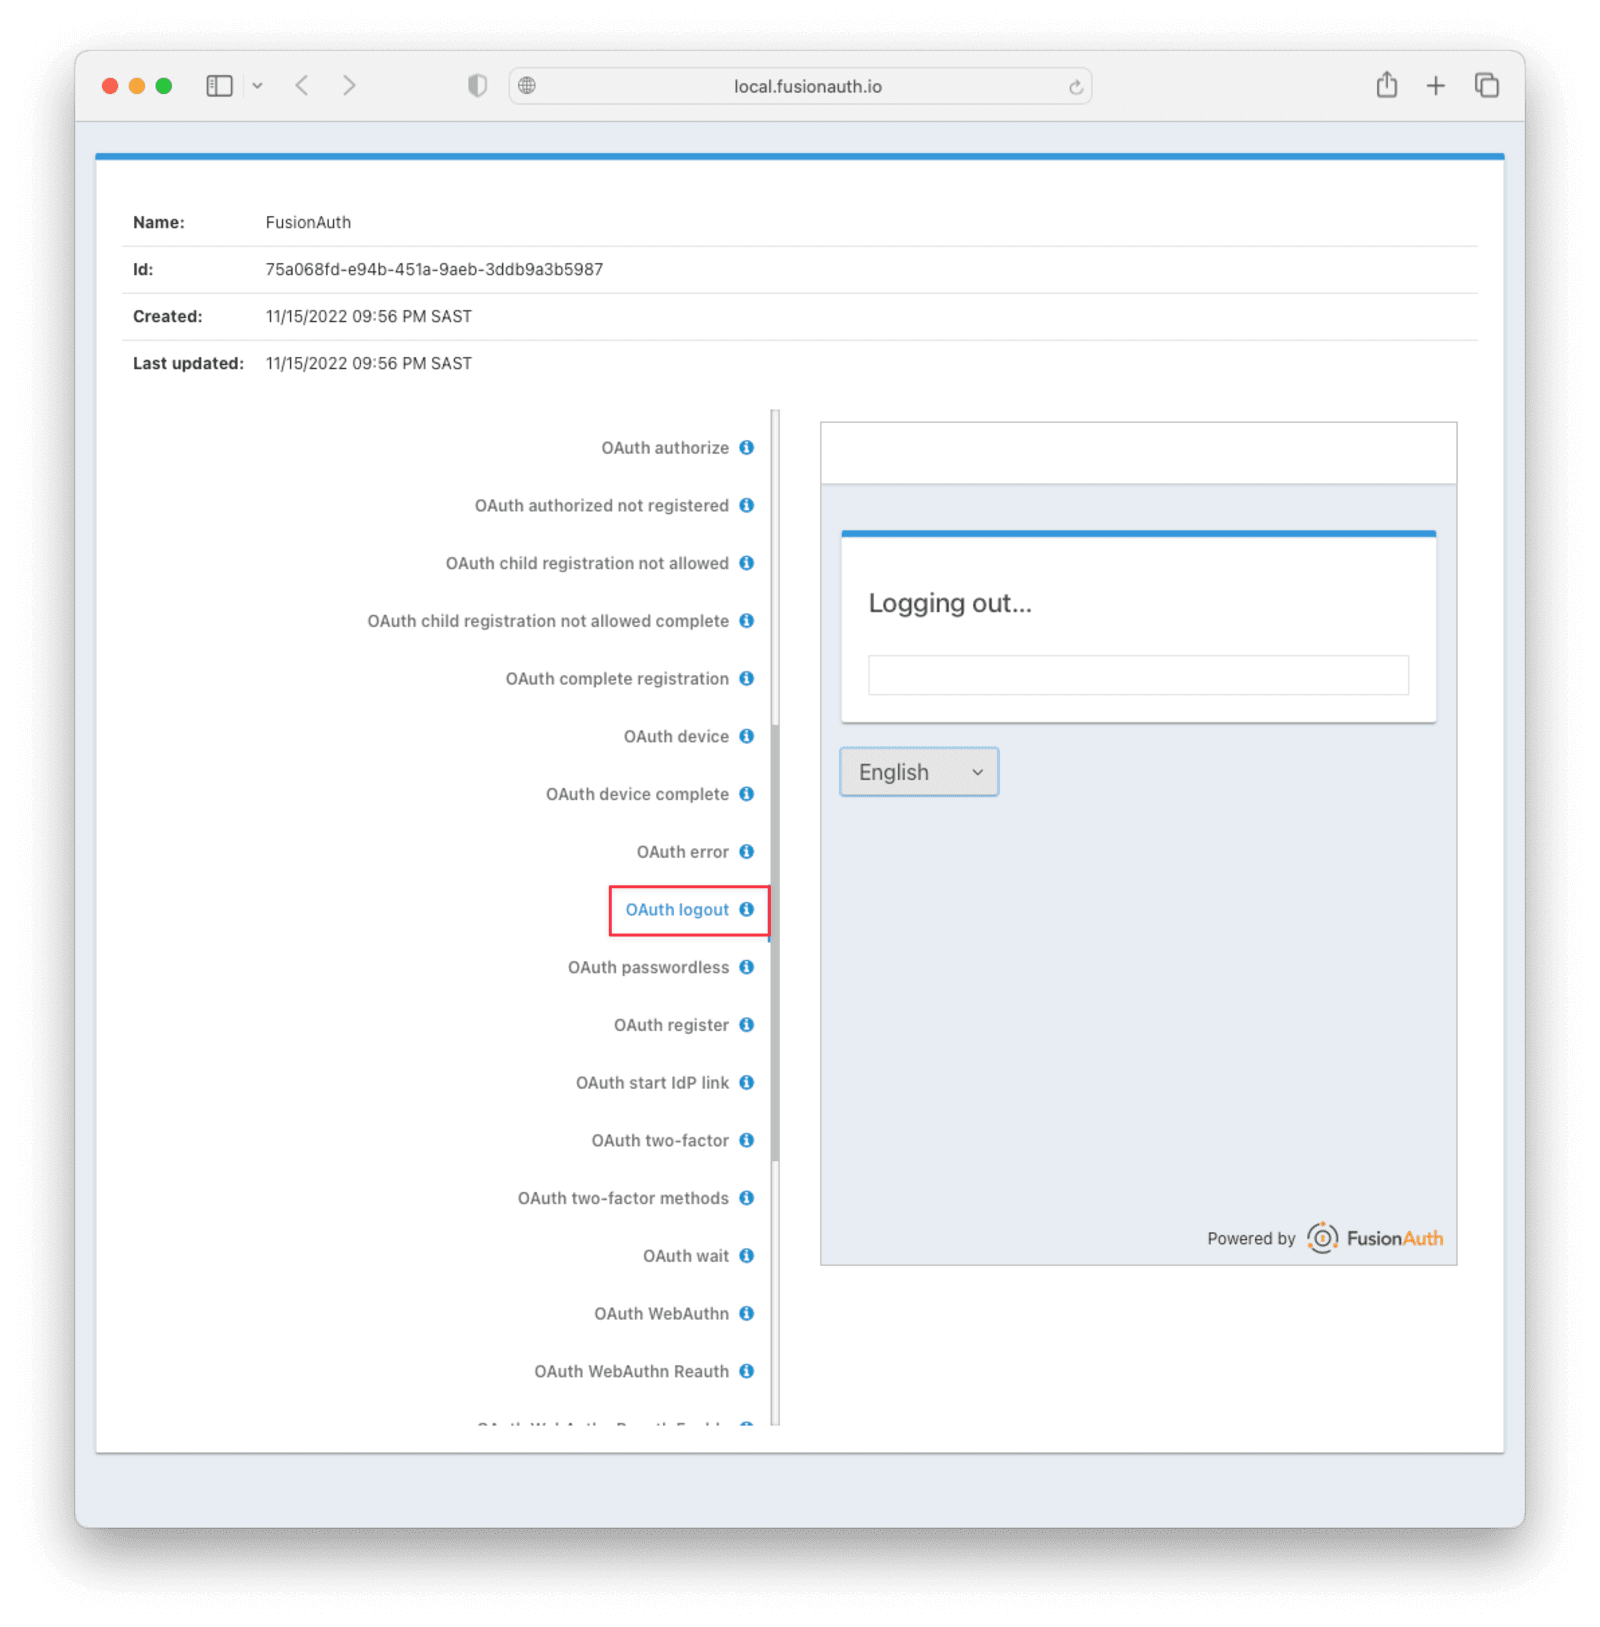 local.fusionauth.io
Name: FusionAuth
Id: 75a068fd-e94b-451a-9aeb-3ddb9a3b5987
Created: 11/15/2022 09:56 PM SAST
Last updated: 11/15/2022 09:56 PM SAST
OAuth authorize
OAuth authorized not registered
OAuth child registration not allowed
OAuth child registration not allowed complete
OAuth complete registration
OAuth device
OAuth device complete
OAuth error
OAuth logout
OAuth passwordless
OAuth register
OAuth start IdP link
OAuth two-factor
OAuth two-factor methods
OAuth wait
OAuth WebAuthn
OAuth WebAuthn Reauth
Logging out...
English
Powered by FusionAuth